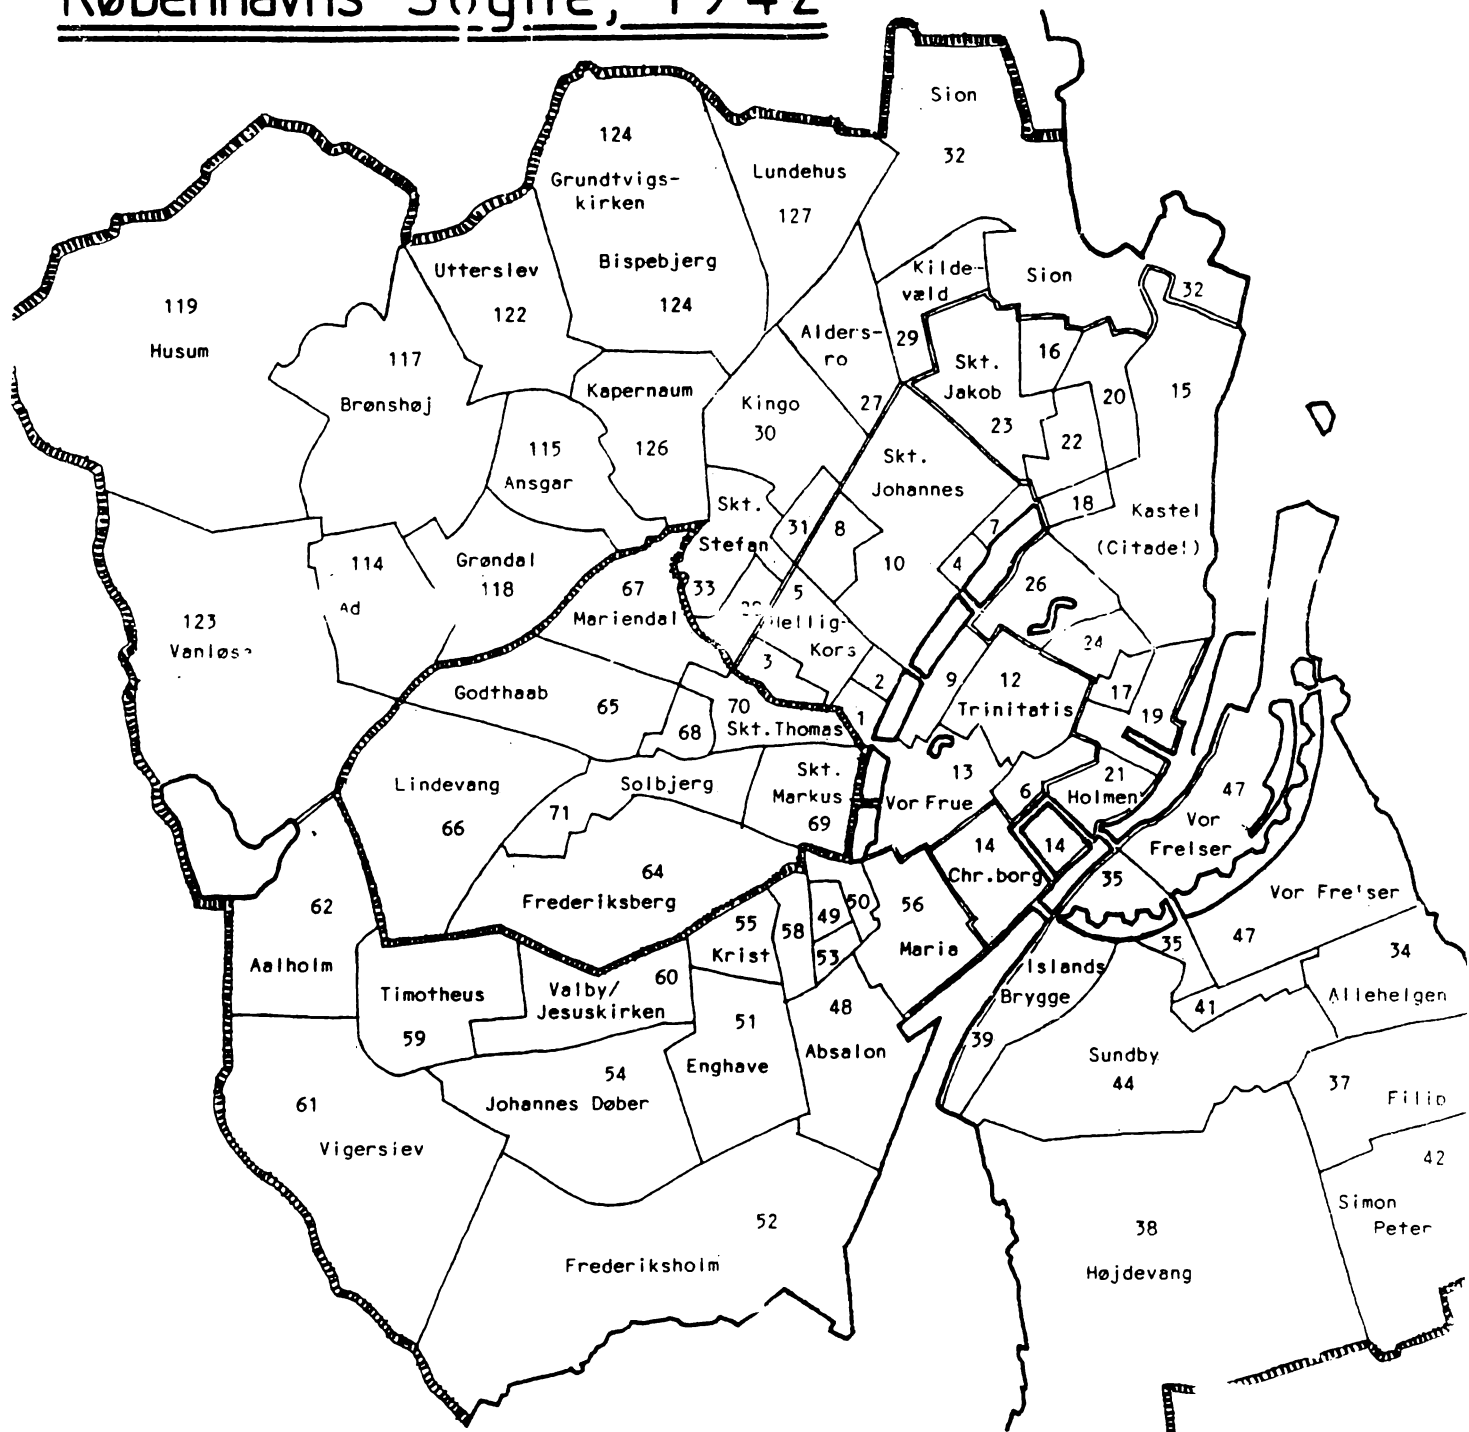 Københavns Sogne, 1942
Sion
32
124
Grundtvigs-
kirken
Lundehus
127
Bispebjerg
124
Utterslev
122
Kilde-
væld
Sion
32
119
Husum
117
Brønshøj
Alders-
ro
29
16
Skt.
Jakob
20
15
Kapernaum
126
Kingo
30
27
23
22
115
Ansgar
Skt.
Johannes
18
Kastel
(Citadel)
Skt.
Stefan
31
8
7
10
4
26
114
Ad
Grøndal
118
67
Mariendal
33
5
Hellig-
Kors
24
123
Vanløse
3
2
9
12
Trinitatis
17
19
Godthaab
65
68
70
Skt.Thomas
1
13
Vor Frue
Lindevang
66
Solbjerg
71
Skt.
Markus
69
6
21
Holmen
47
Vor
Frelser
14
Chr.borg
14
35
64
Frederiksberg
62
Aalholm
55
Krist
58
49
50
53
56
Maria
Vor Frelser
47
35
34
Allehelgen
Timotheus
59
Valby/
Jesuskirken
60
51
Enghave
48
Absalon
Islands
Brygge
39
41
Sundby
44
54
Johannes Døber
61
Vigerslev
37
Filip
42
Simon
Peter
52
Frederiksholm
38
Højdevang